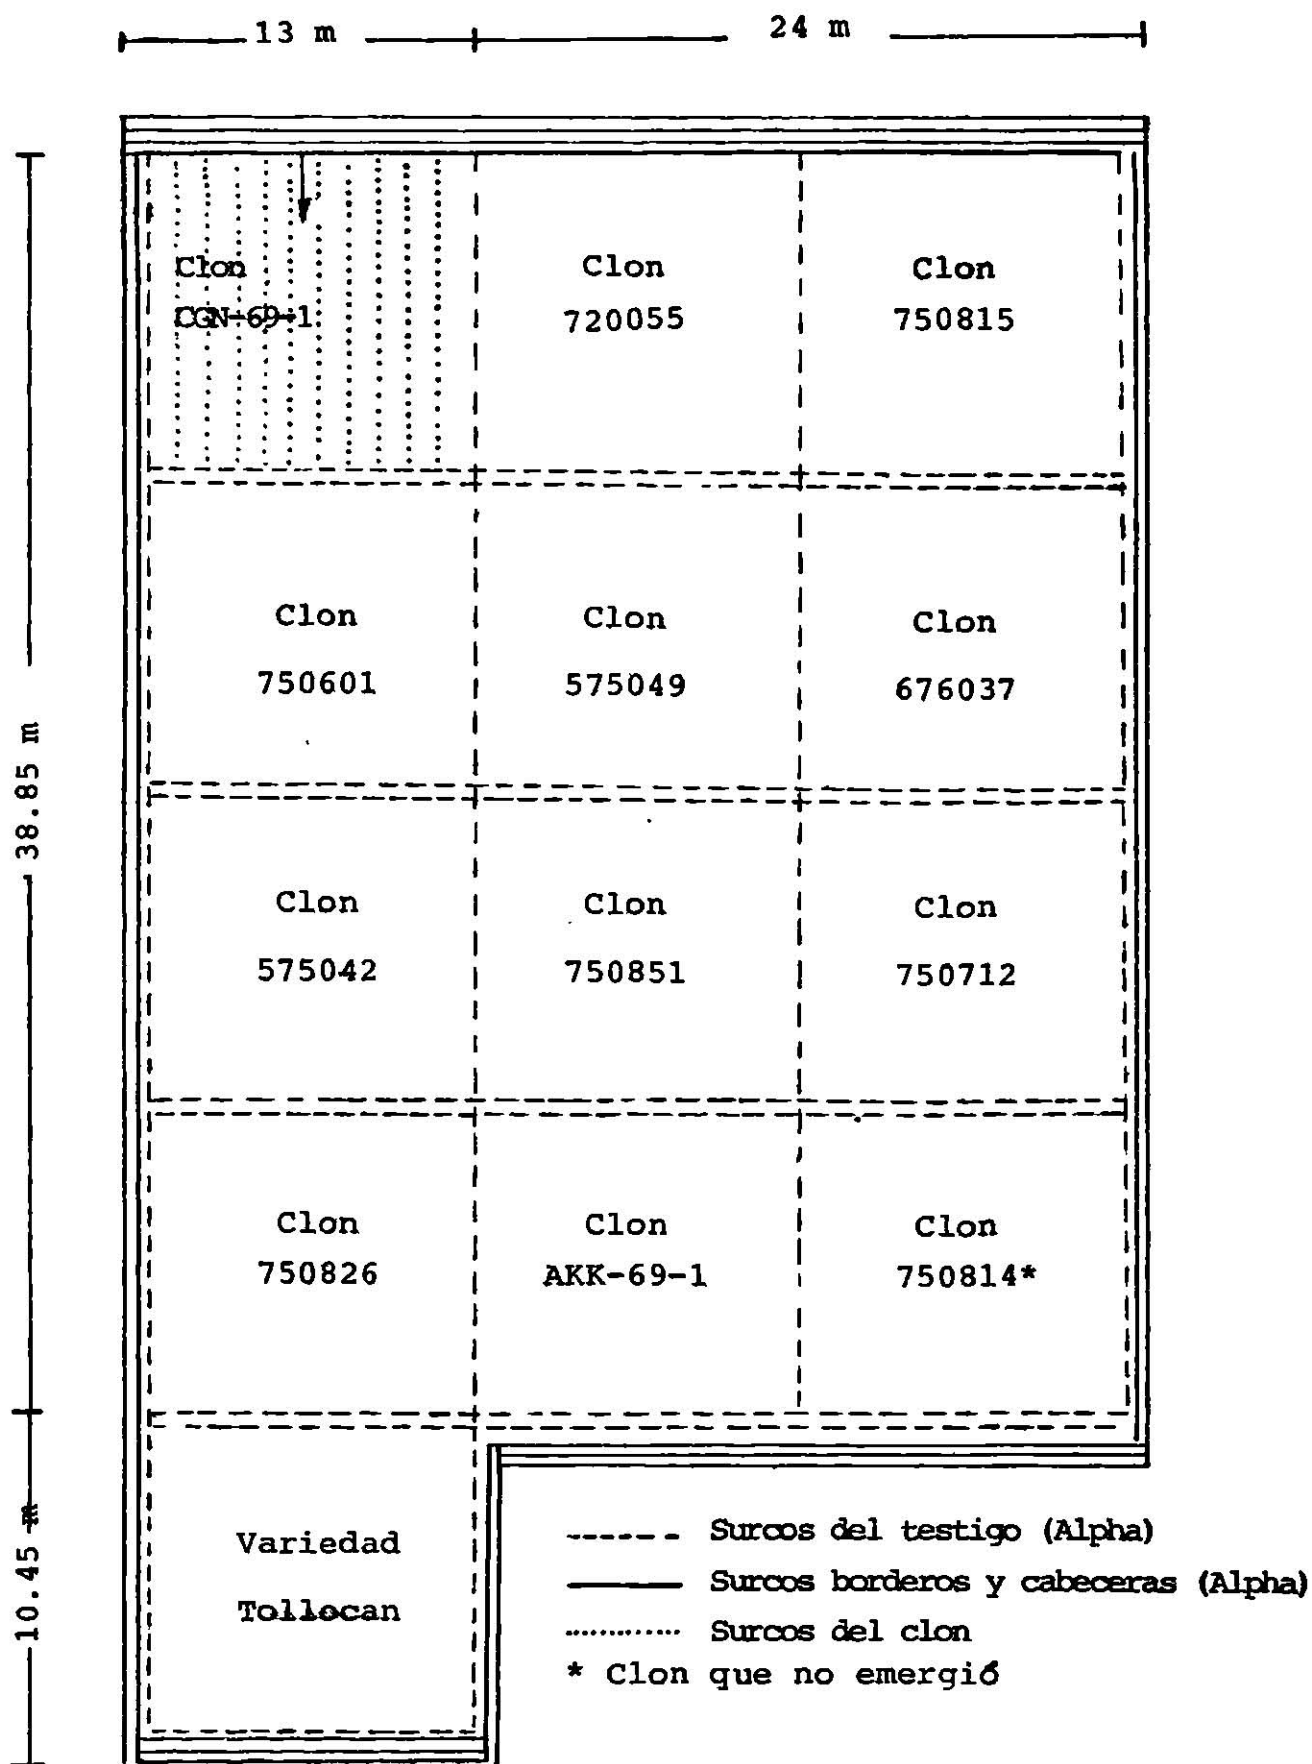 13 m
24 m
Clon
CGN-69-1
Clon
720055
Clon
750815
Clon
750601
Clon
575049
Clon
676037
38.85 m
Clon
575042
Clon
750851
Clon
750712
Clon
750826
Clon
AKK-69-1
Clon
750814*
10.45 m
Variedad
Tollocan
Surcos del testigo (Alpha)
Surcos borderos y cabeceras (Alpha)
Surcos del clon
* Clon que no emergió